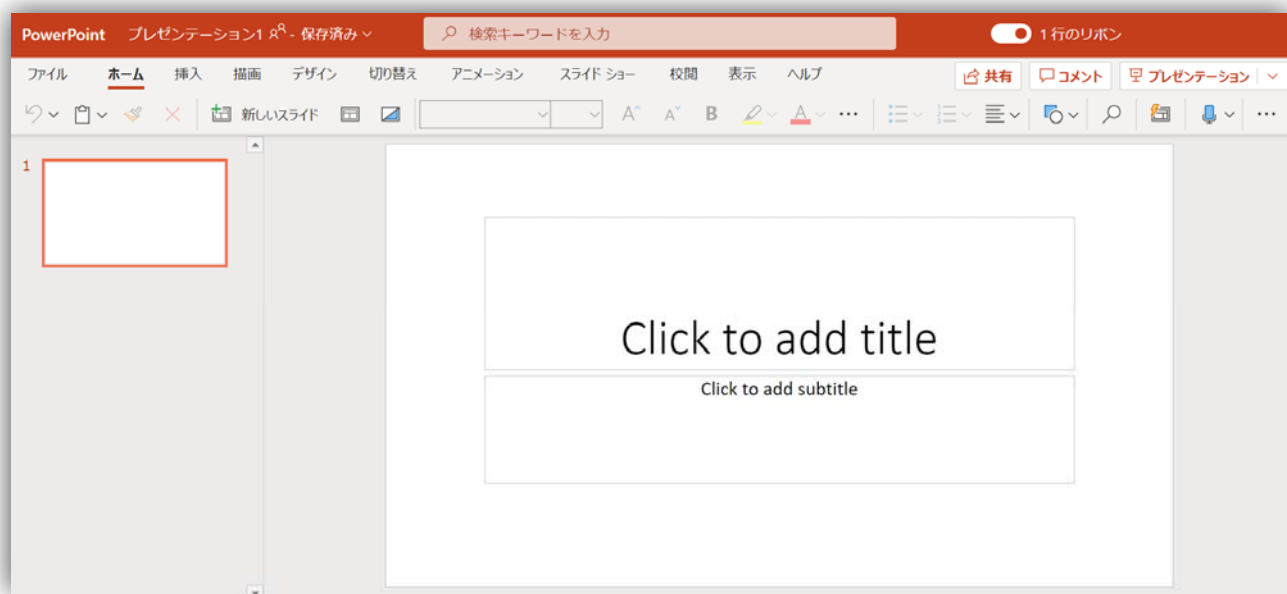 PowerPoint プレゼンテーション1 - 保存済み 検索キーワードを入力 1行のリボン
ファイル ホーム 挿入 描画 デザイン 切り替え アニメーション スライド ショー 校閲 表示 ヘルプ 共有 コメント プレゼンテーション
新しいスライド A^ A˅ B A ...
1
Click to add title
Click to add subtitle